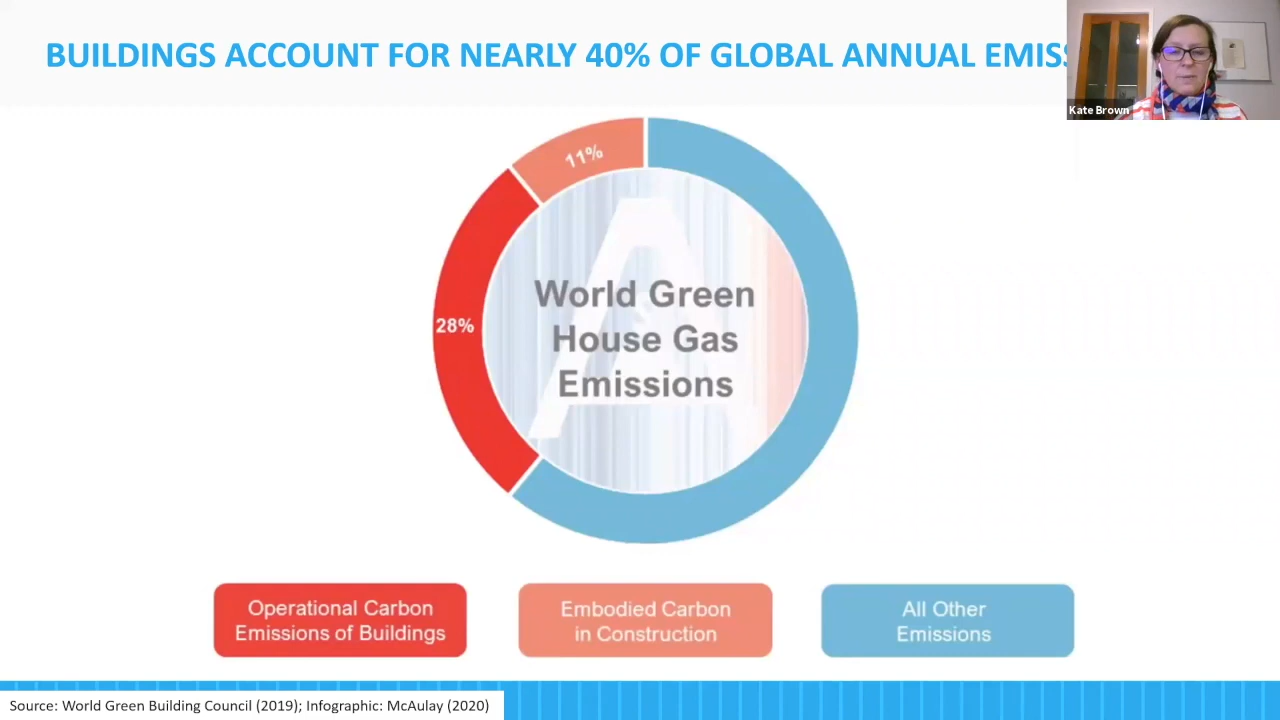 BUILDINGS ACCOUNT FOR NEARLY 40% OF GLOBAL ANNUAL
Kate Brown
11%
28%
World Green
House Gas
Emissions
Operational Carbon
Emissions of Buildings
Embodied Carbon
in Construction
All Other
Emissions
Source: World Green Building Council (2019); Infographic: McAulay (2020)